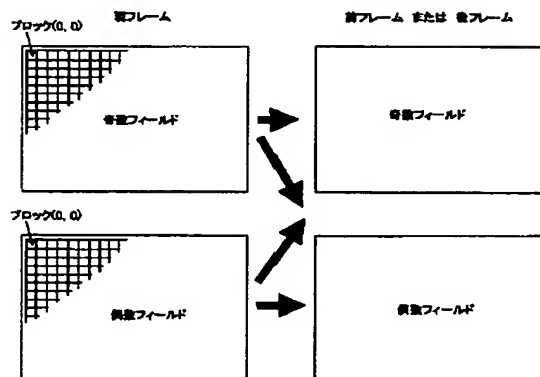 現フレーム
前フレーム または 後フレーム
ブロック(0, 0)
奇数フィールド
奇数フィールド
ブロック(0, 0)
偶数フィールド
偶数フィールド